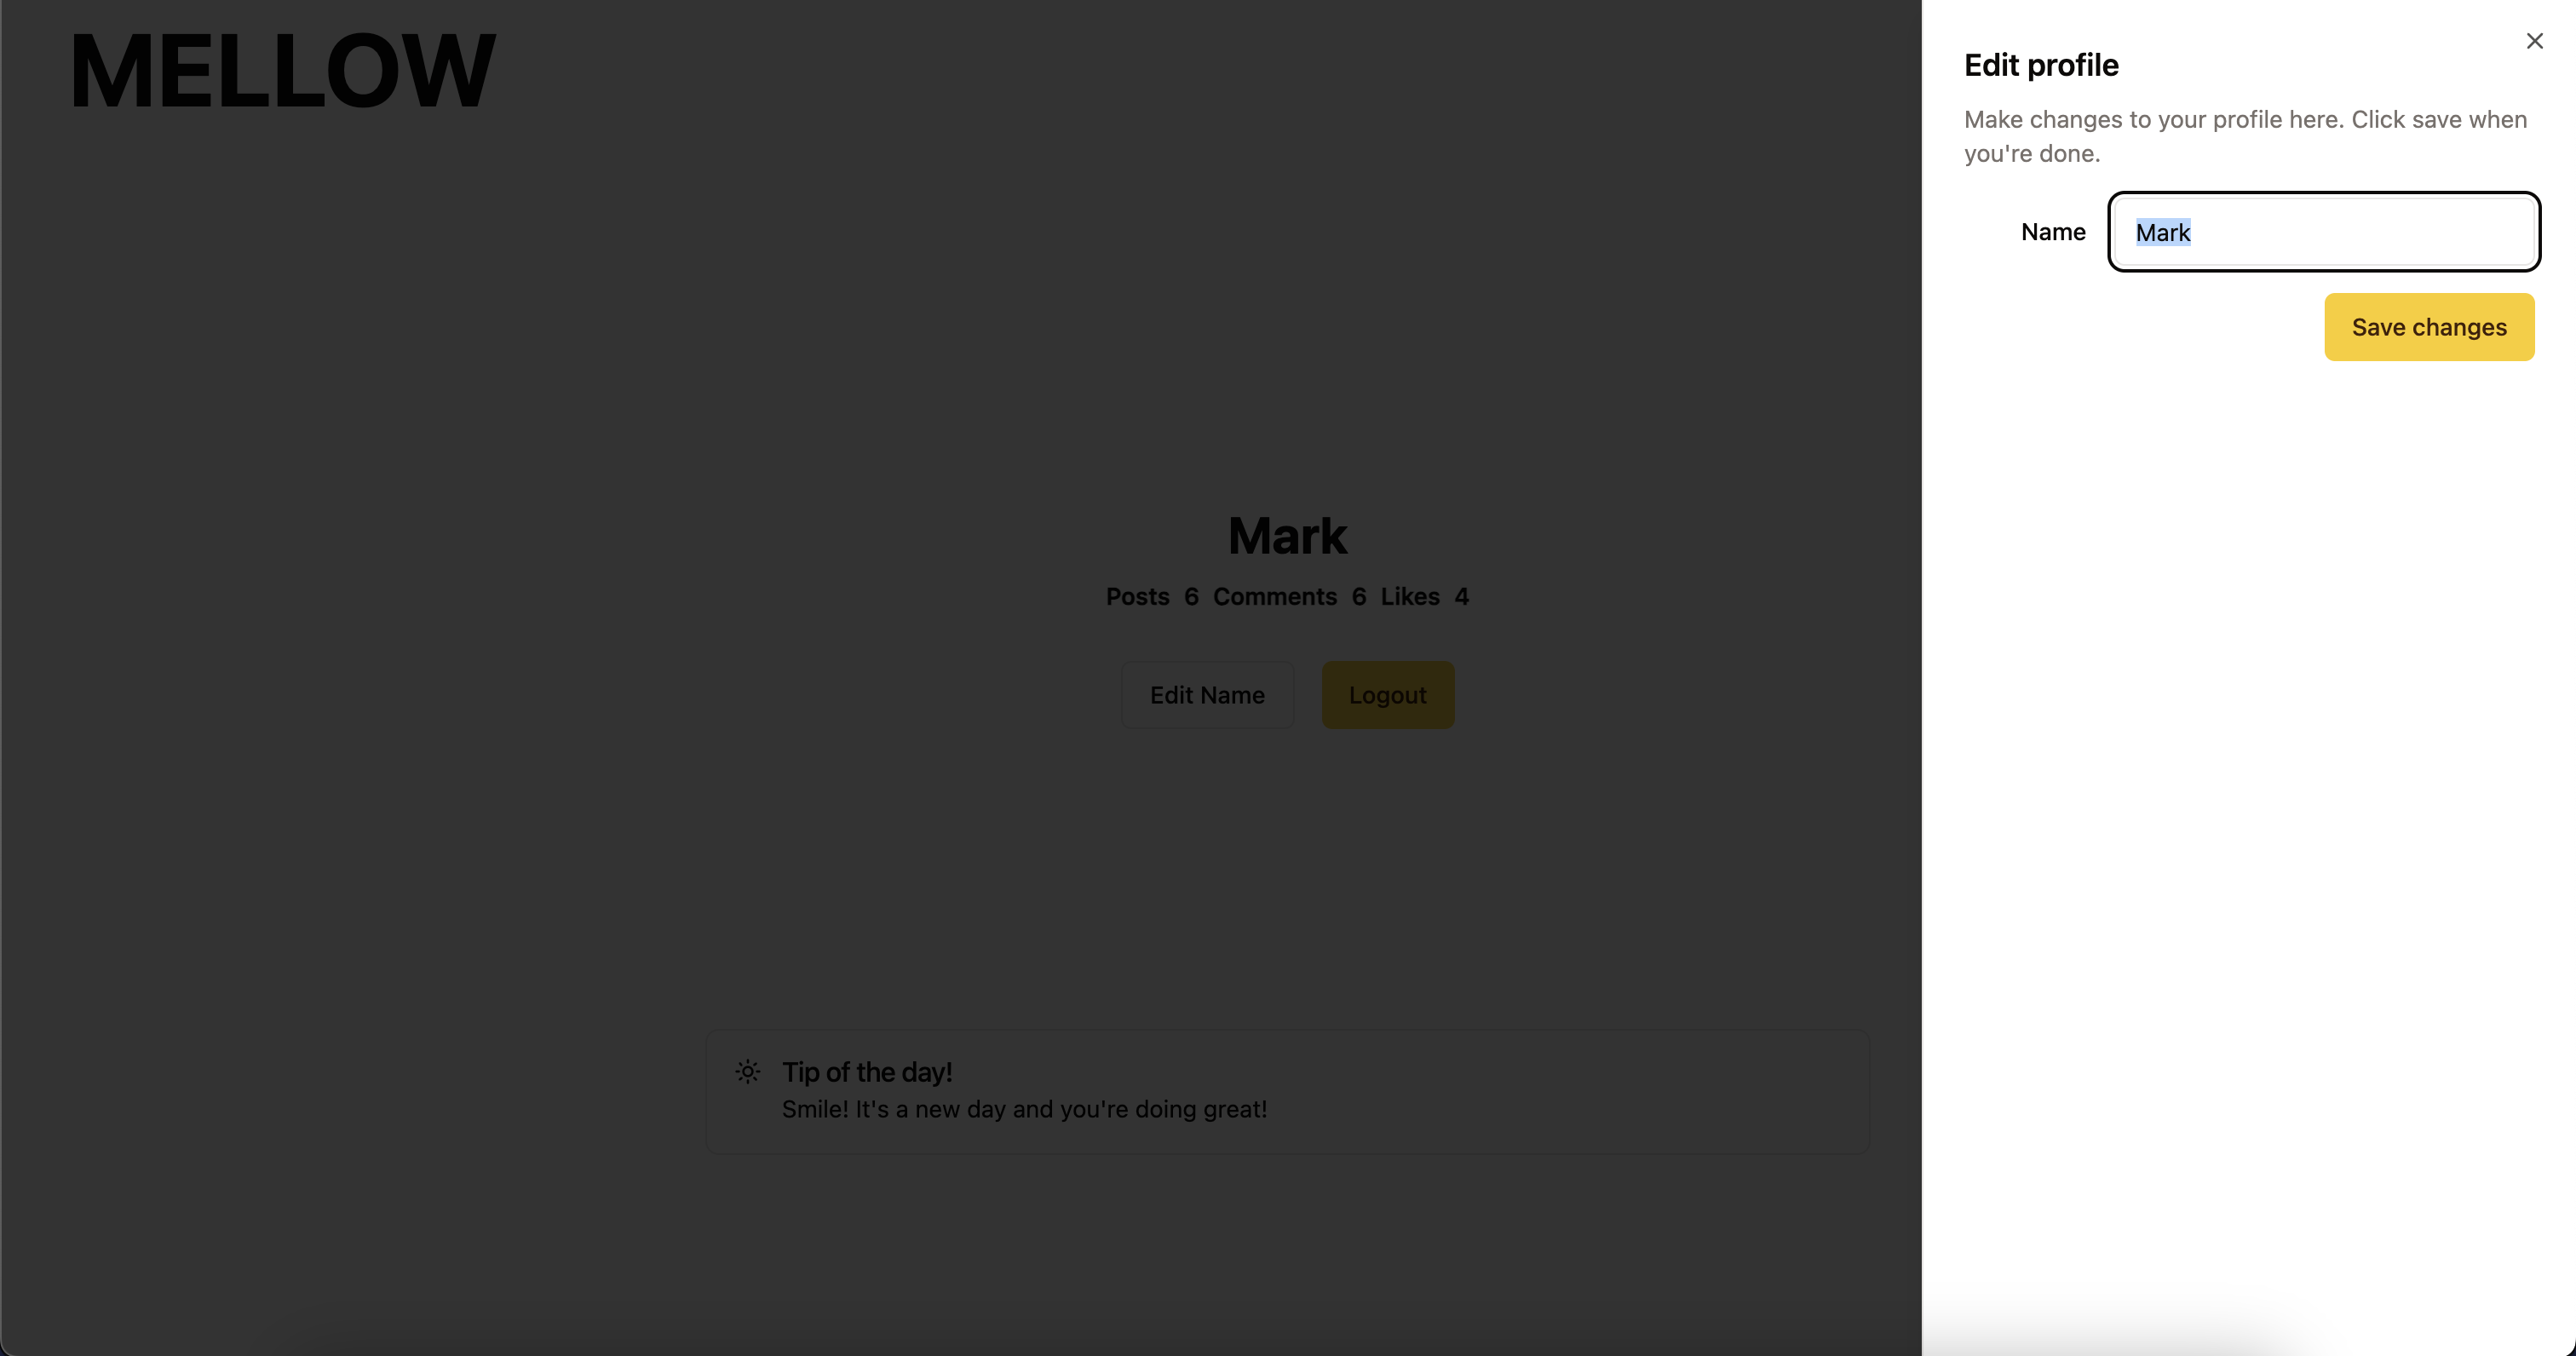 MELLOW
Mark
Posts 6 Comments 6 Likes 4
Edit Name
Logout
Tip of the day!
Smile! It's a new day and you're doing great!
Edit profile
Make changes to your profile here. Click save when
you're done.
Name
Mark
Save changes